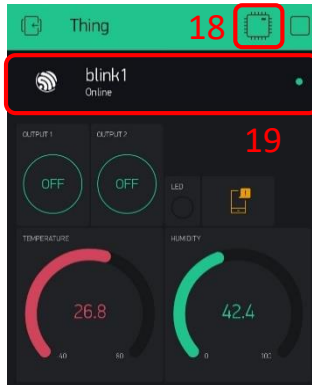 Thing 18
blink1
Online
19
OUTPUT 1 OUTPUT 2
OFF OFF LED
TEMPERATURE HUMIDITY
26.8 42.4
40 80 0 100